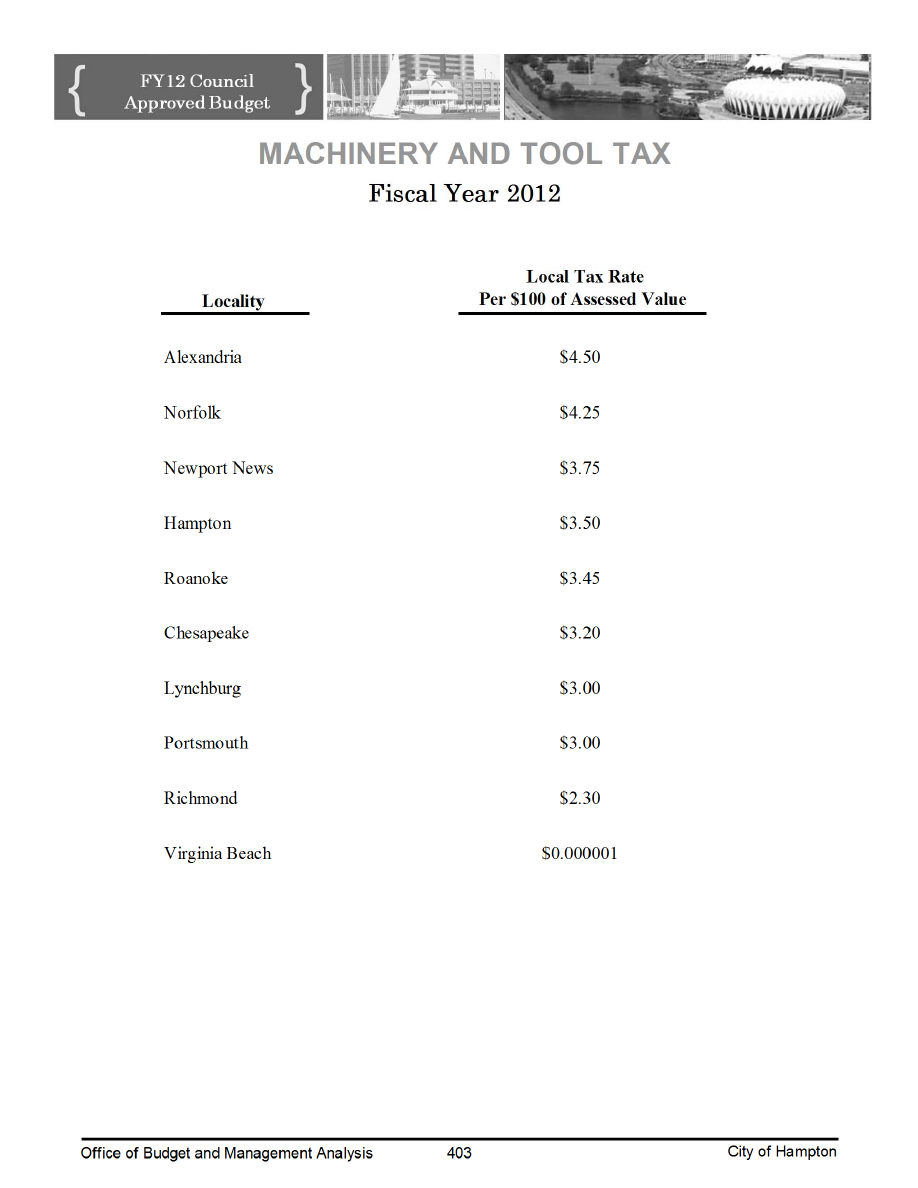 { FY12 Council }
Approved Budget
MACHINERY AND TOOL TAX
Fiscal Year 2012
Local Tax Rate
Locality Per $100 of Assessed Value
Alexandria $4.50
Norfolk $4.25
Newport News $3.75
Hampton $3.50
Roanoke $3.45
Chesapeake $3.20
Lynchburg $3.00
Portsmouth $3.00
Richmond $2.30
Virginia Beach $0.000001
Office of Budget and Management Analysis 403 City of Hampton